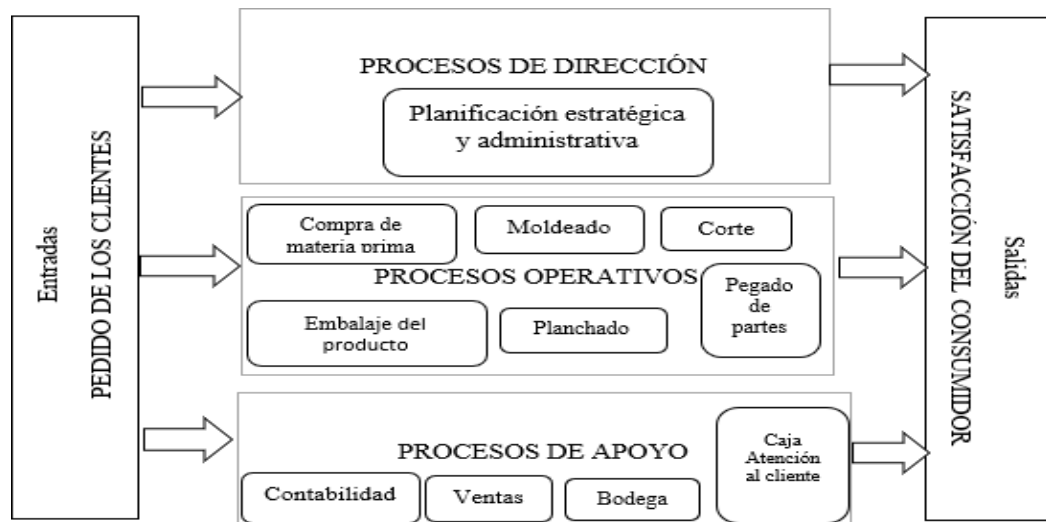 Entradas
PEDIDO DE LOS CLIENTES
PROCESOS DE DIRECCIÓN
Planificación estratégica
y administrativa
Compra de
materia prima
Moldeado
Corte
PROCESOS OPERATIVOS
Pegado
de
partes
Embalaje del
producto
Planchado
PROCESOS DE APOYO
Caja
Atención
al cliente
Contabilidad
Ventas
Bodega
SATISFACCIÓN DEL CONSUMIDOR
Salidas